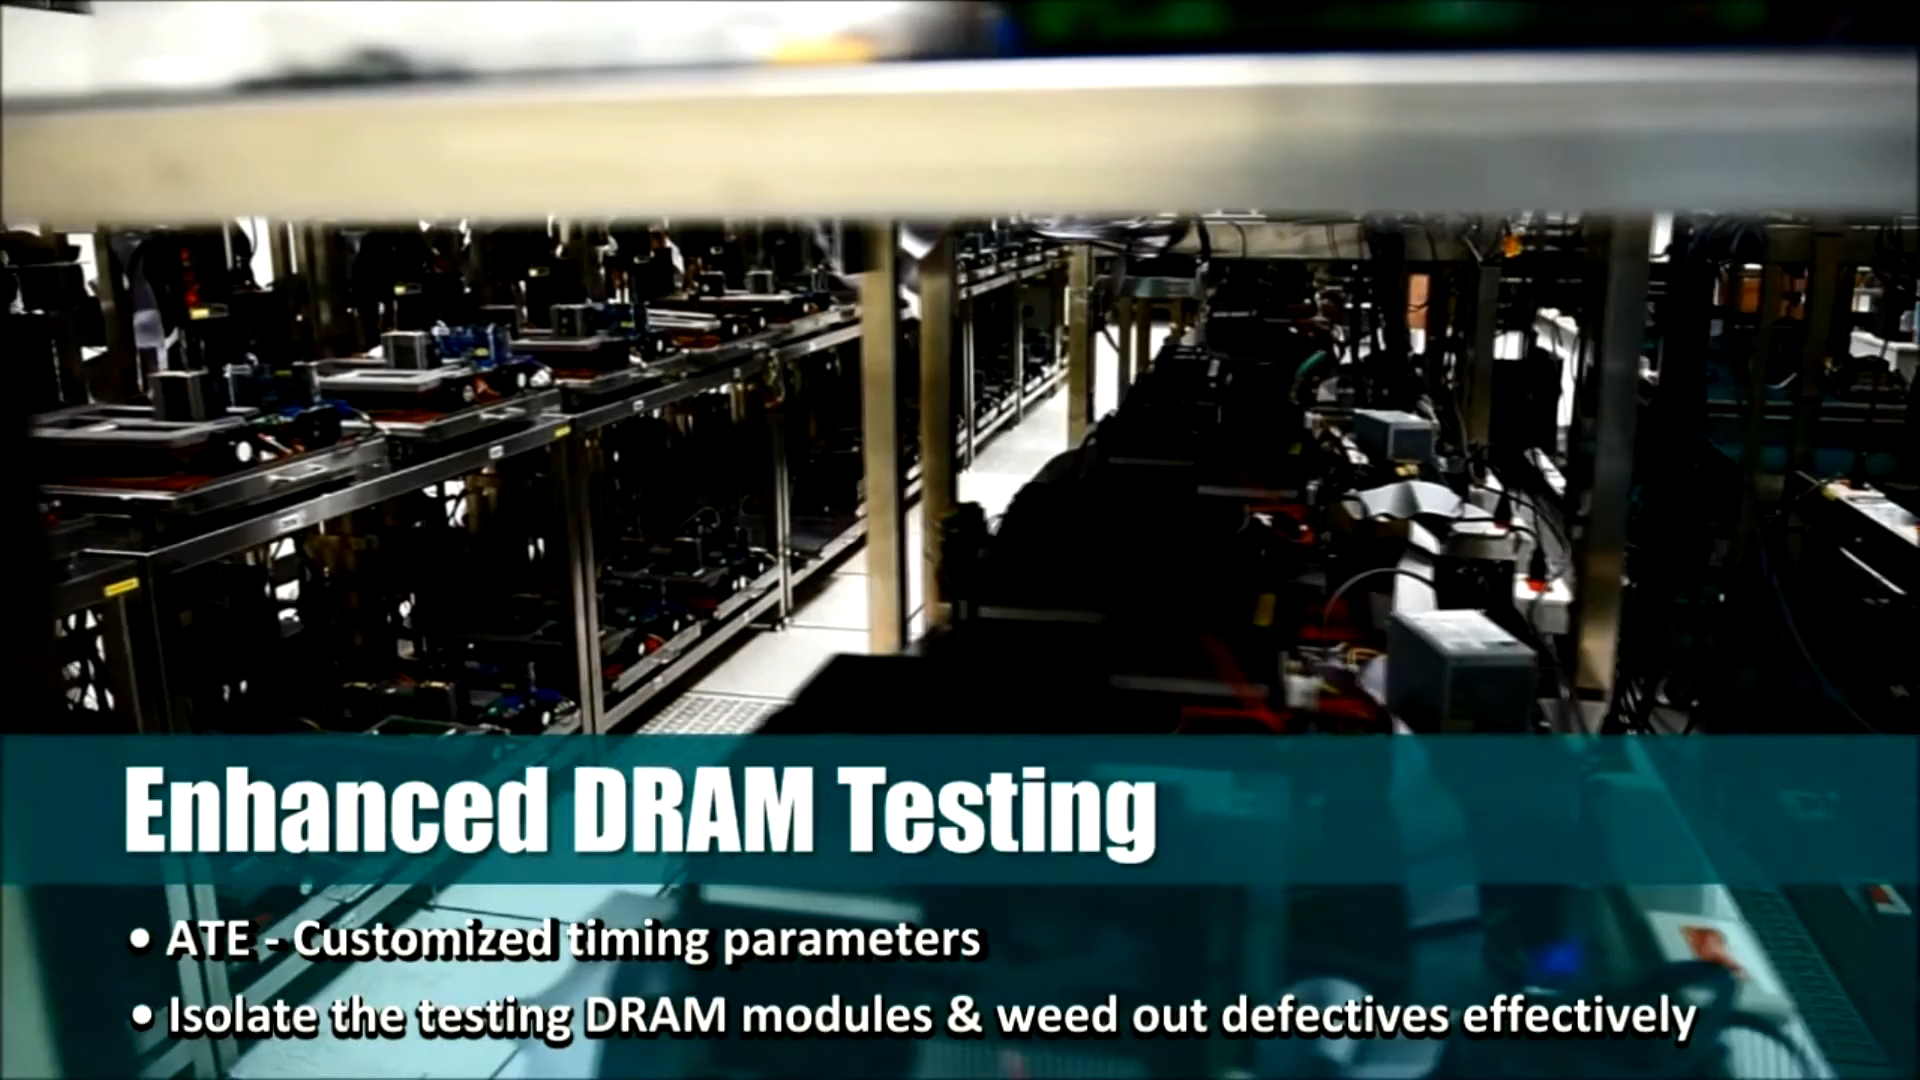 Enhanced DRAM Testing
• ATE - Customized timing parameters
• Isolate the testing DRAM modules & weed out defectives effectively